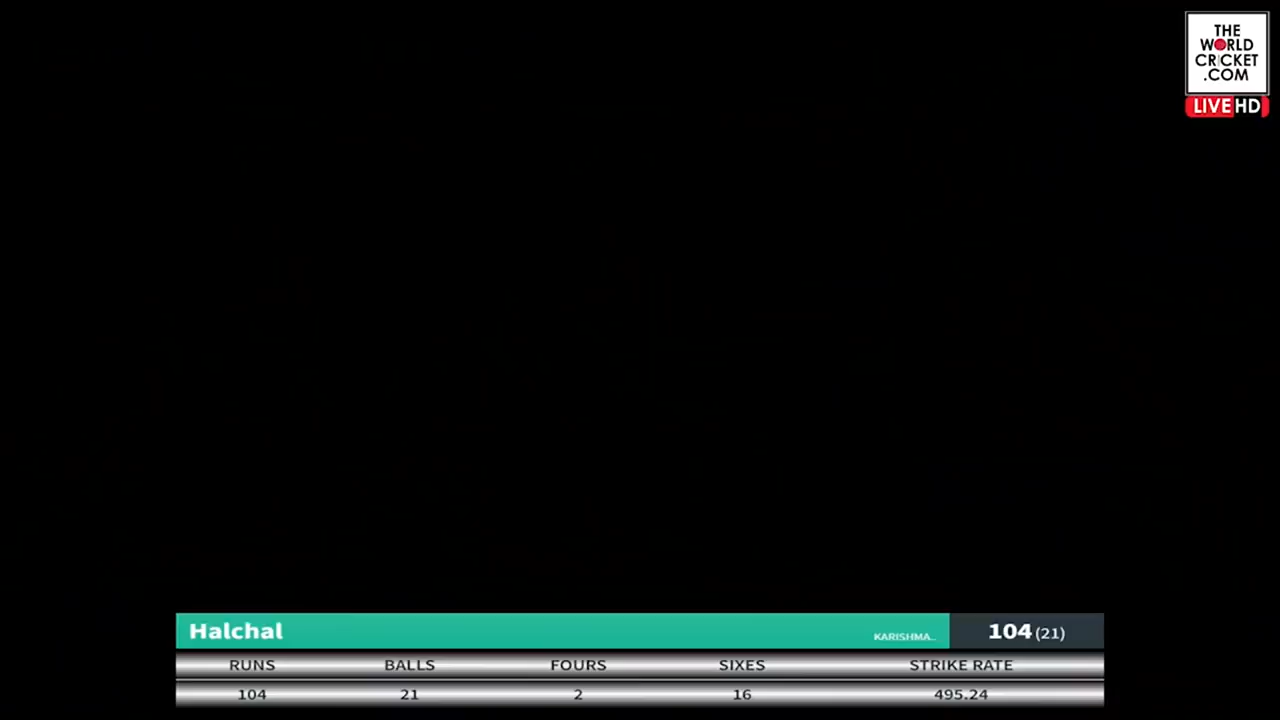 THE
WORLD
CRICKET
.COM
LIVE HD
Halchal KARISHMA.. 104 (21)
RUNS BALLS FOURS SIXES STRIKE RATE
104 21 2 16 495.24